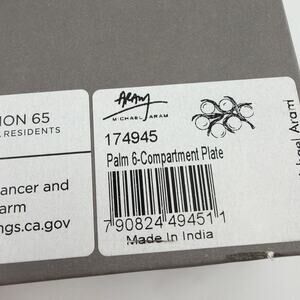 ION 65
RESIDENTS
ancer and
arm
ngs.ca.gov
ARAM
MICHAEL ARAM
174945
Palm 6-Compartment Plate
7 90824 49451 1
Made In India
Aram